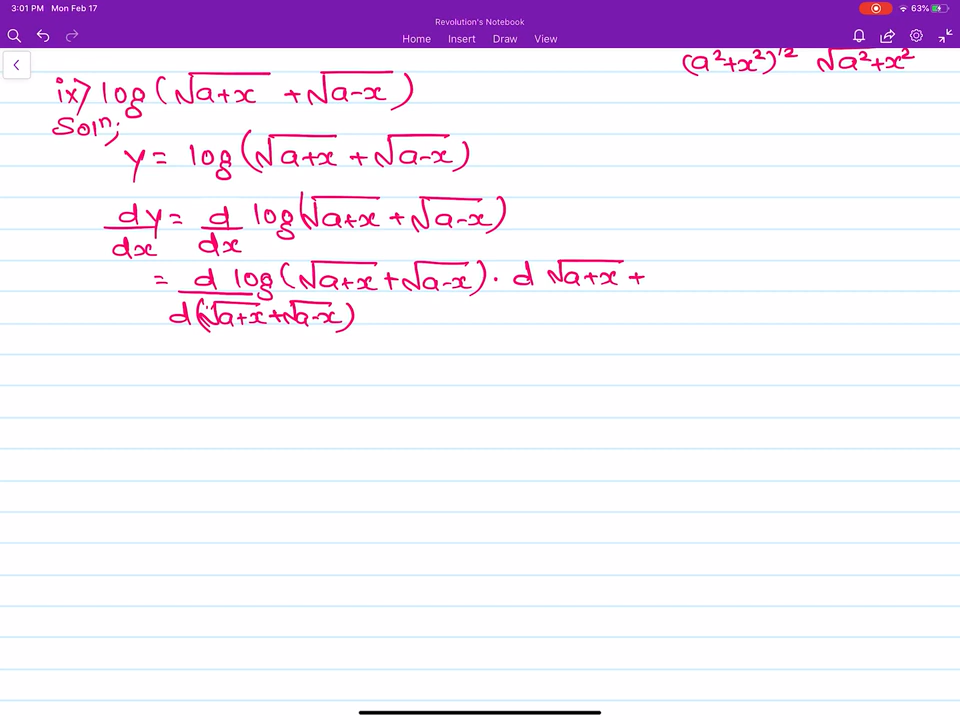 3:01 PM Mon Feb 17
63%
Revolution's Notebook
Home Insert Draw View
(a²+x²)^1/2 √a²+x²
ix) log(√a+x + √a-x)
Solⁿ;
y = log(√a+x + √a-x)
dy/dx = d/dx log(√a+x + √a-x)
= d log(√a+x + √a-x) · d √a+x +
d(√a+x + √a-x)